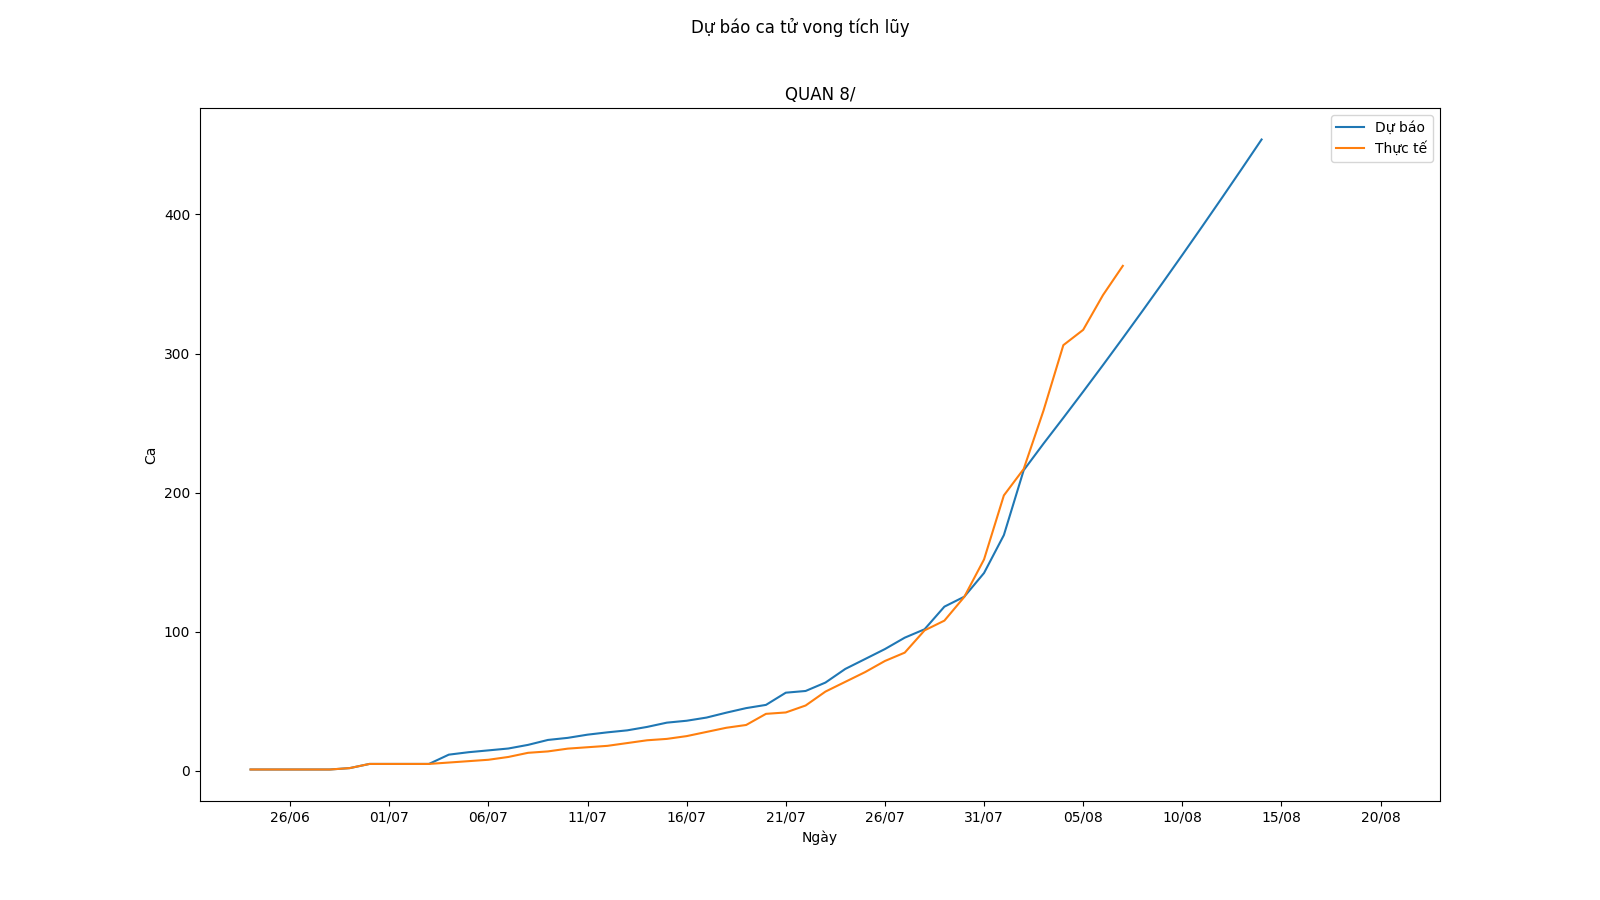 Dự báo ca tử vong tích lũy
QUAN 8/
Dự báo
Thực tế
400
300
200
100
0
Ca
26/06 01/07 06/07 11/07 16/07 21/07 26/07 31/07 05/08 10/08 15/08 20/08
Ngày